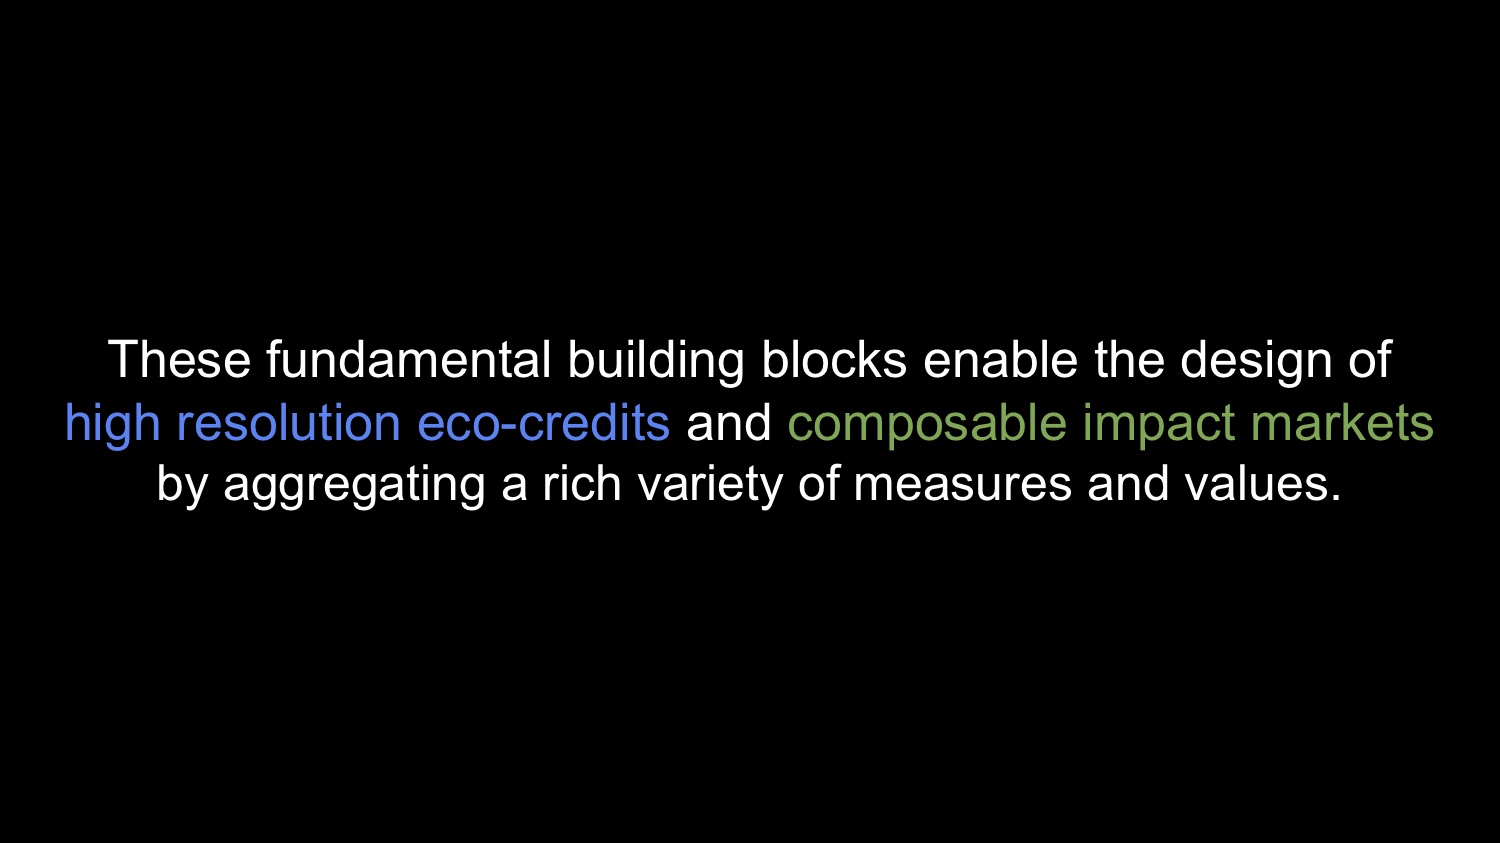 These fundamental building blocks enable the design of
high resolution eco-credits and composable impact markets
by aggregating a rich variety of measures and values.